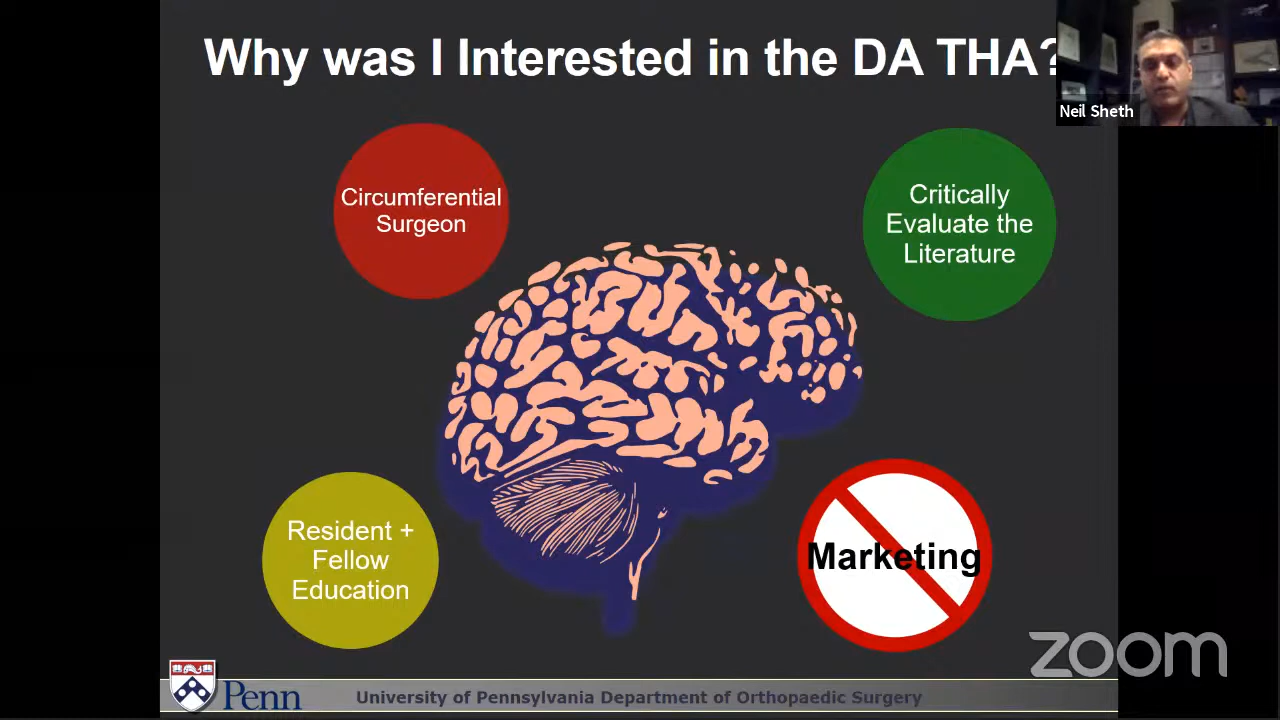 Why was I Interested in the DA THA?
Neil Sheth
Circumferential
Surgeon
Critically
Evaluate the
Literature
Resident +
Fellow
Education
Marketing
zoom
Penn
University of Pennsylvania Department of Orthopaedic Surgery